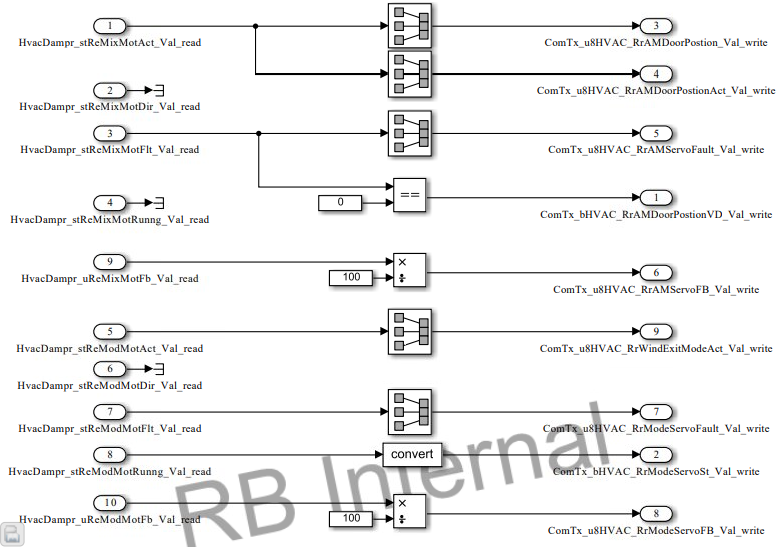 1
3
HvacDampr_stReMixMotAct_Val_read
ComTx_u8HVAC_RrAMDoorPostion_Val_write
4
ComTx_u8HVAC_RrAMDoorPostionAct_Val_write
2
HvacDampr_stReMixMotDir_Val_read
3
5
HvacDampr_stReMixMotFlt_Val_read
ComTx_u8HVAC_RrAMServoFault_Val_write
==
0
1
4
HvacDampr_stReMixMotRunng_Val_read
ComTx_bHVAC_RrAMDoorPostionVD_Val_write
9
×
100
÷
6
HvacDampr_uReMixMotFb_Val_read
ComTx_u8HVAC_RrAMServoFB_Val_write
5
9
HvacDampr_stReModMotAct_Val_read
ComTx_u8HVAC_RrWindExitModeAct_Val_write
6
HvacDampr_stReModMotDir_Val_read
7
7
HvacDampr_stReModMotFlt_Val_read
ComTx_u8HVAC_RrModeServoFault_Val_write
8
convert
2
HvacDampr_stReModMotRunng_Val_read
ComTx_bHVAC_RrModeServoSt_Val_write
RB Internal
10
×
100
÷
8
HvacDampr_uReModMotFb_Val_read
ComTx_u8HVAC_RrModeServoFB_Val_write